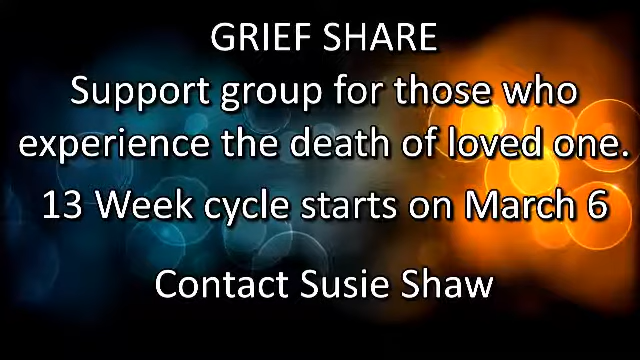 GRIEF SHARE
Support group for those who
experience the death of loved one.
13 Week cycle starts on March 6
Contact Susie Shaw